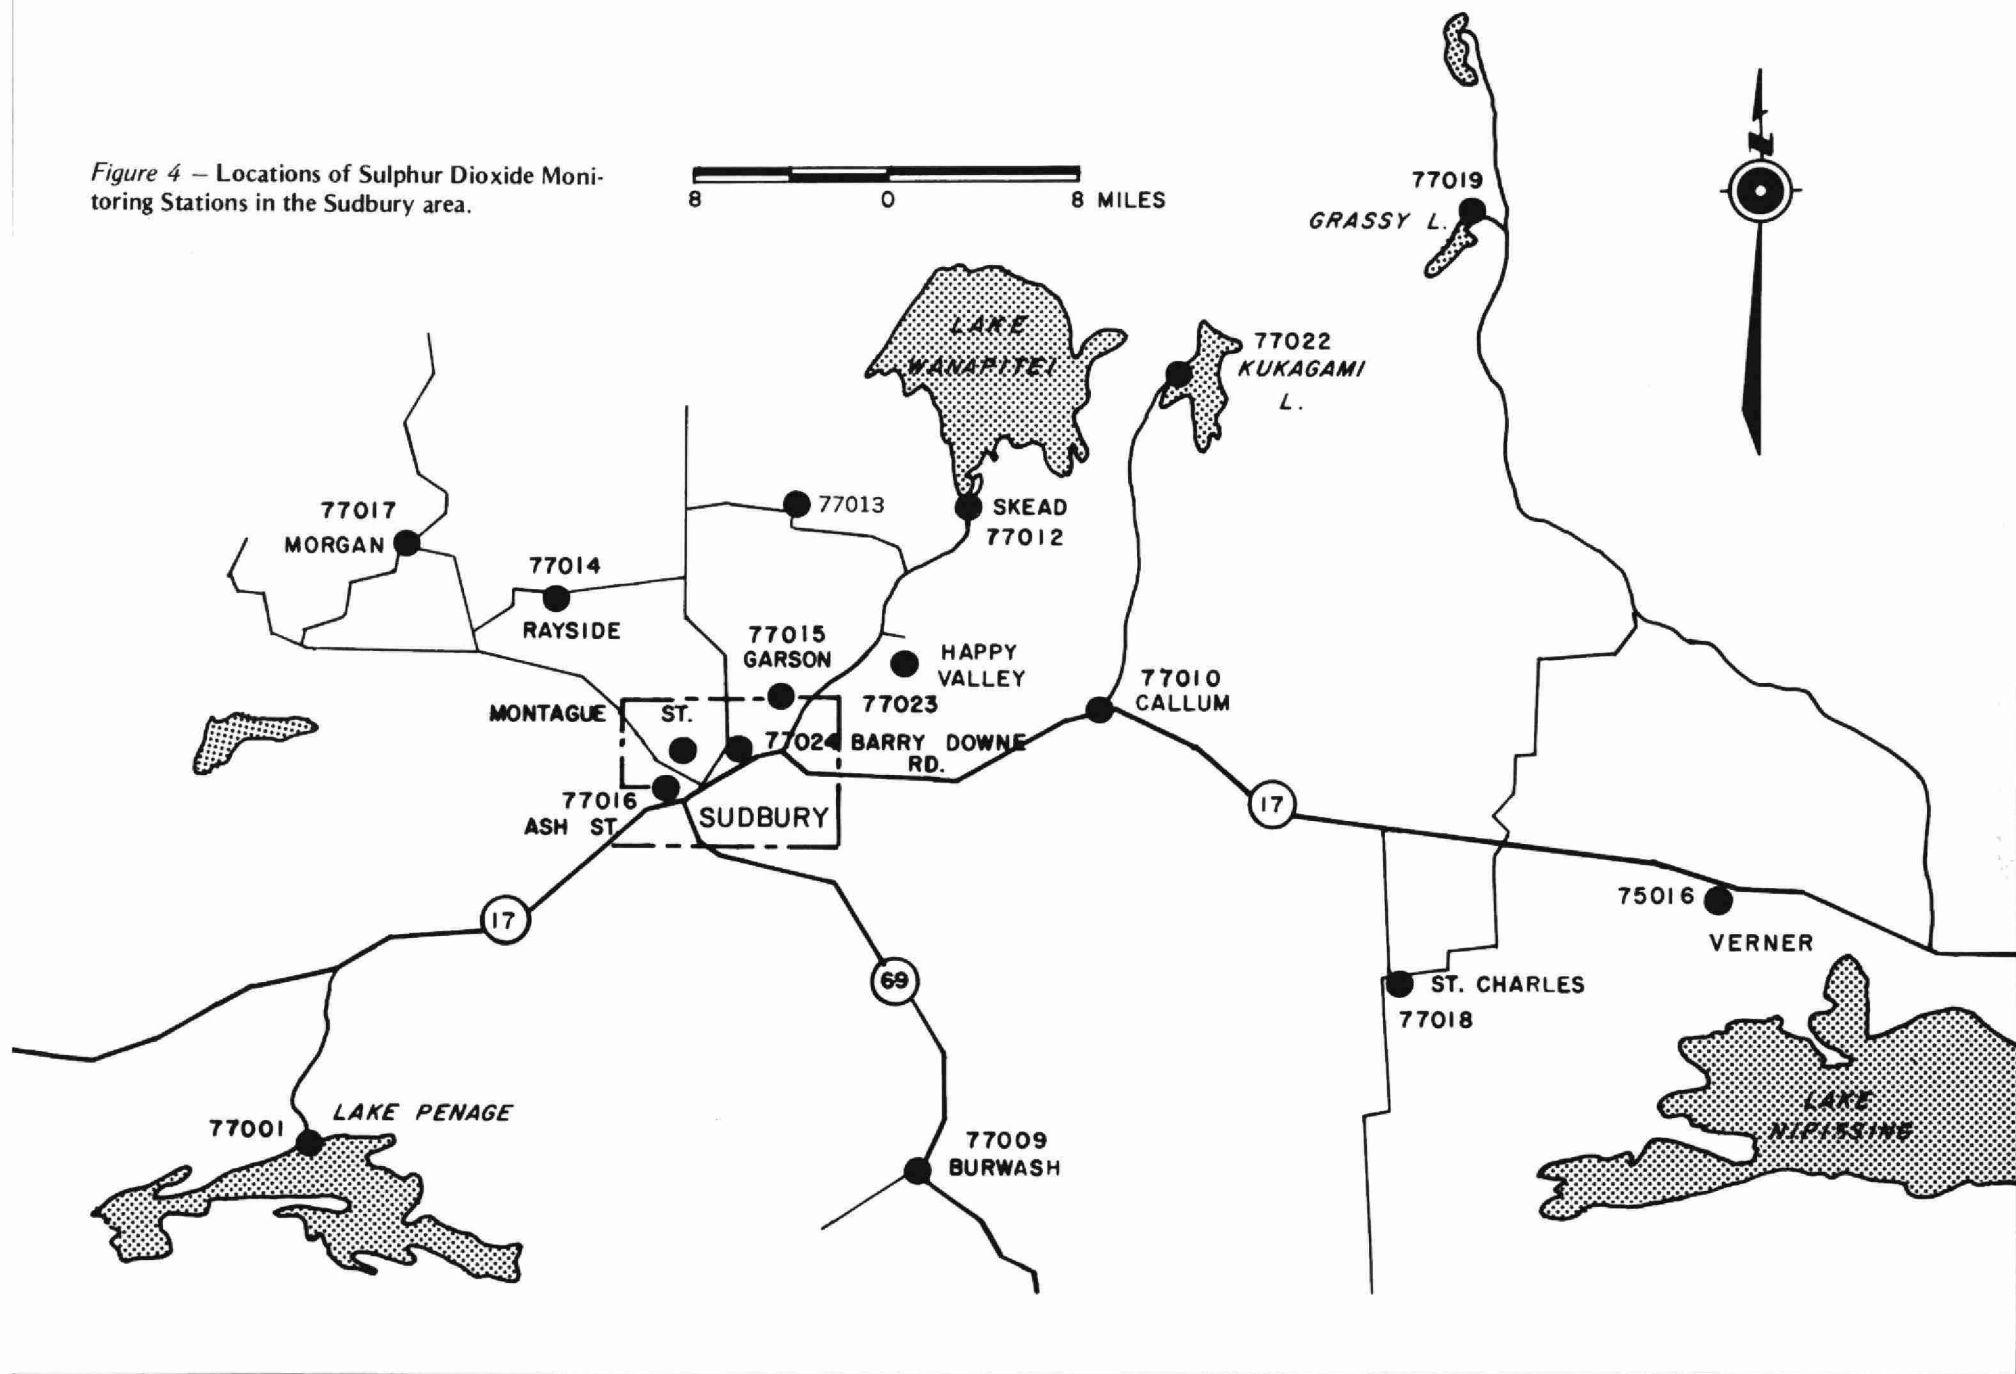 Figure 4 — Locations of Sulphur Dioxide Moni-
toring Stations in the Sudbury area.
8 0 8 MILES
N
77019
GRASSY L.
LAKE
WANAPITEI
77022
KUKAGAMI
L.
77017
MORGAN
77013
SKEAD
77012
77014
RAYSIDE
77015
GARSON
HAPPY
VALLEY
77023
77010
CALLUM
MONTAGUE ST.
77024 BARRY DOWNE
RD.
77016
ASH ST.
SUDBURY
17
17
75016
VERNER
69
ST. CHARLES
77018
LAKE
NIPISSING
LAKE PENAGE
77001
77009
BURWASH